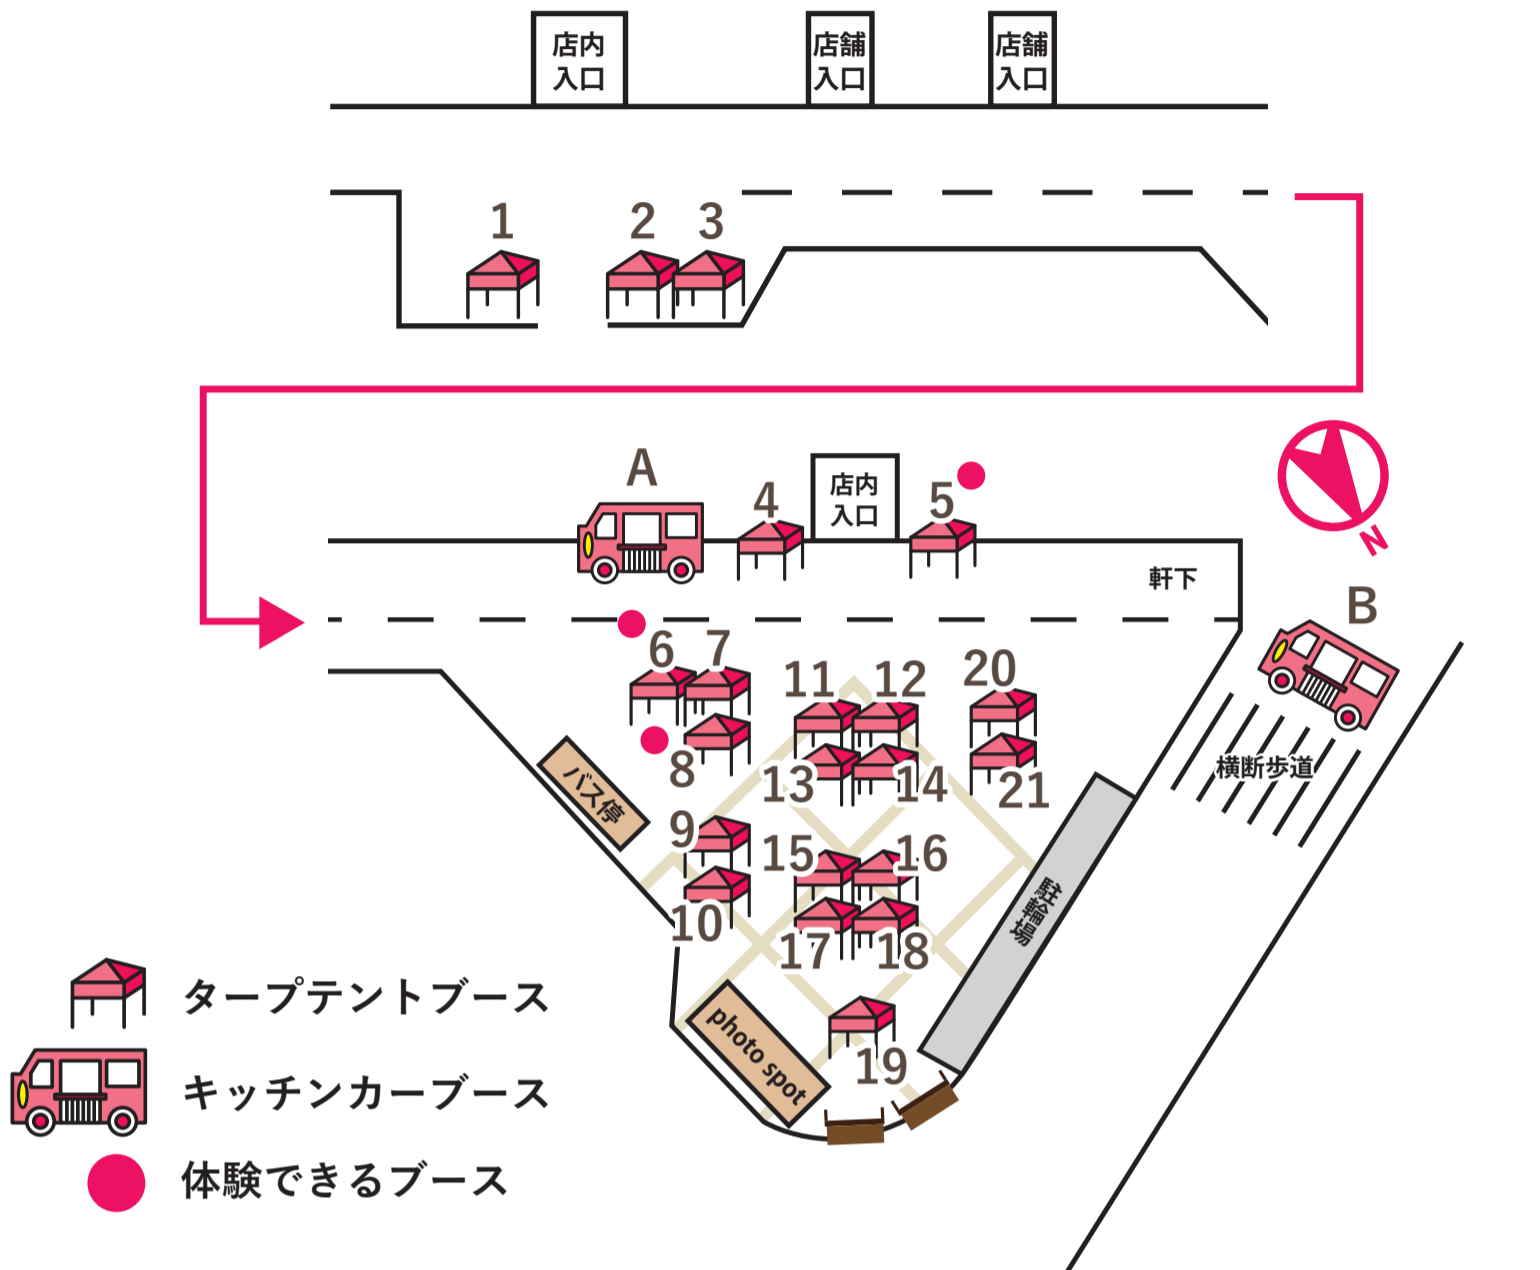 店内
入口
店舗
入口
店舗
入口
1
2
3
A
4
店内
入口
5
N
軒下
B
6
7
11
12
20
横断歩道
8
バス停
13
14
21
9
15
16
駐輪場
10
17
18
photo spot
19
タープテントブース
キッチンカーブース
体験できるブース